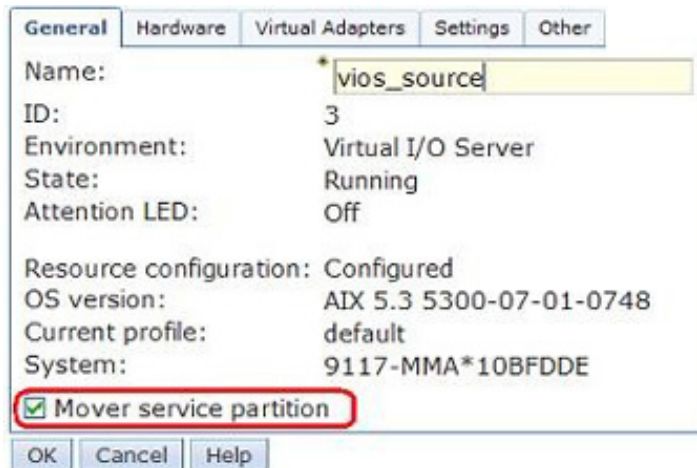 General Hardware Virtual Adapters Settings Other
Name: * vios_source
ID: 3
Environment: Virtual I/O Server
State: Running
Attention LED: Off
Resource configuration: Configured
OS version: AIX 5.3 5300-07-01-0748
Current profile: default
System: 9117-MMA*10BFDDE
Mover service partition
OK Cancel Help